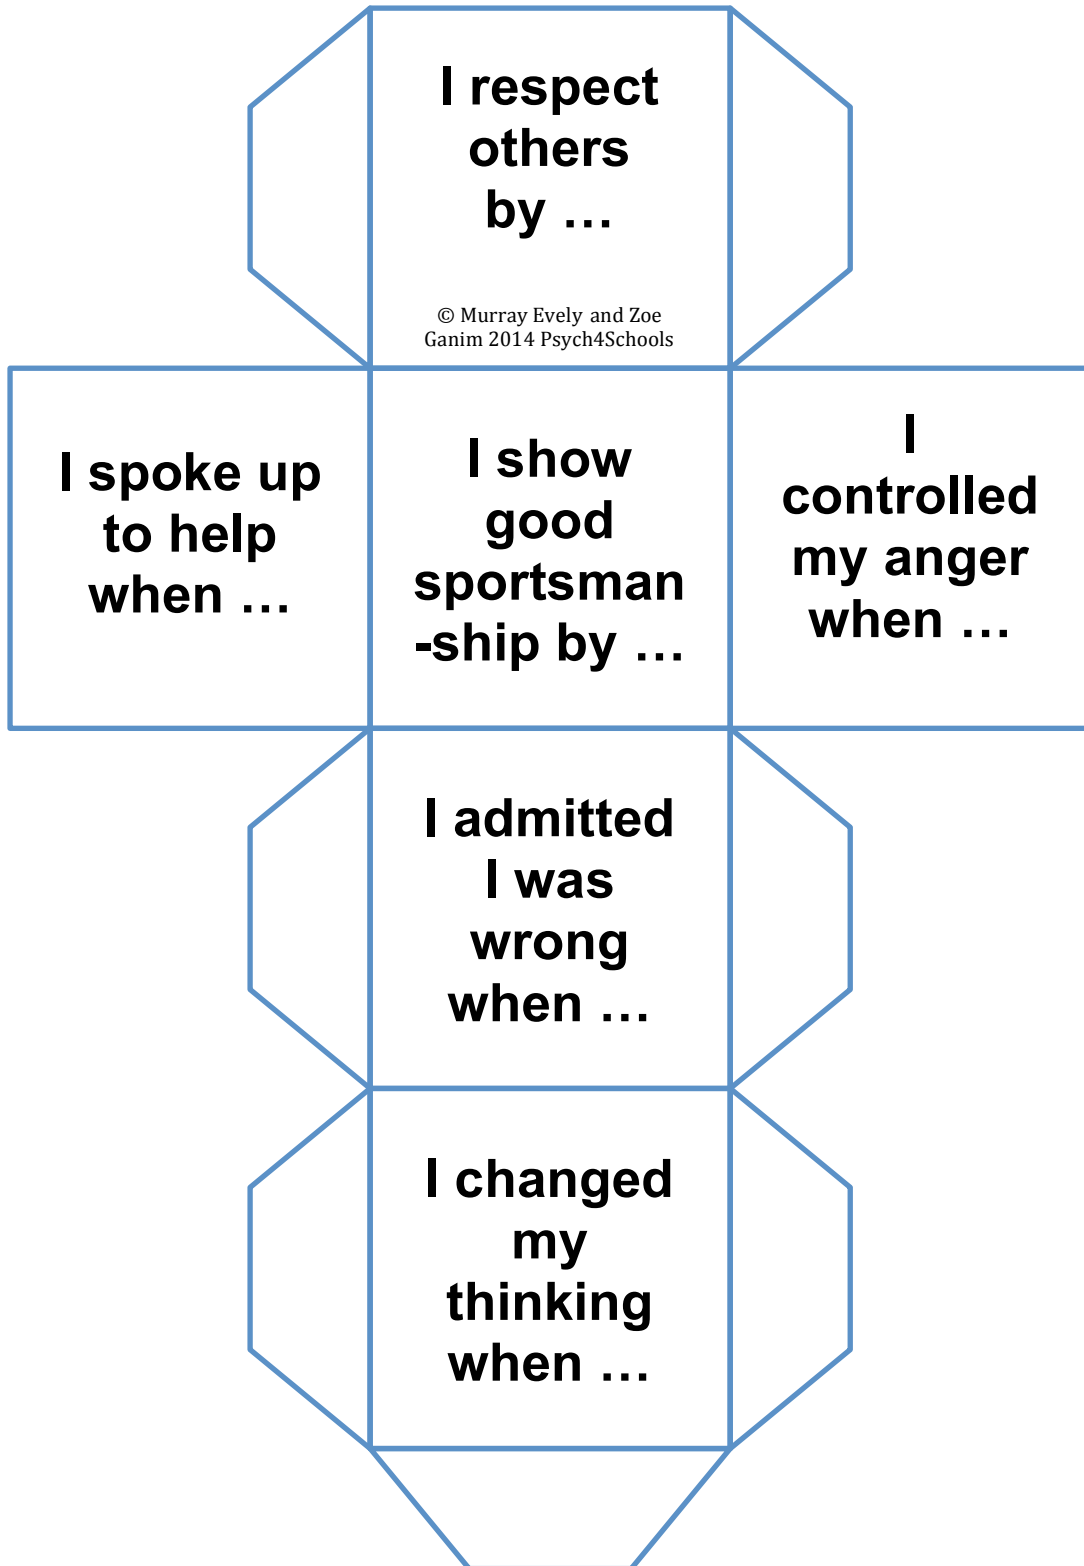 I respect
others
by …
© Murray Evely and Zoe
Ganim 2014 Psych4Schools
I spoke up
to help
when …
I show
good
sportsman
-ship by …
I
controlled
my anger
when …
I admitted
I was
wrong
when …
I changed
my
thinking
when …